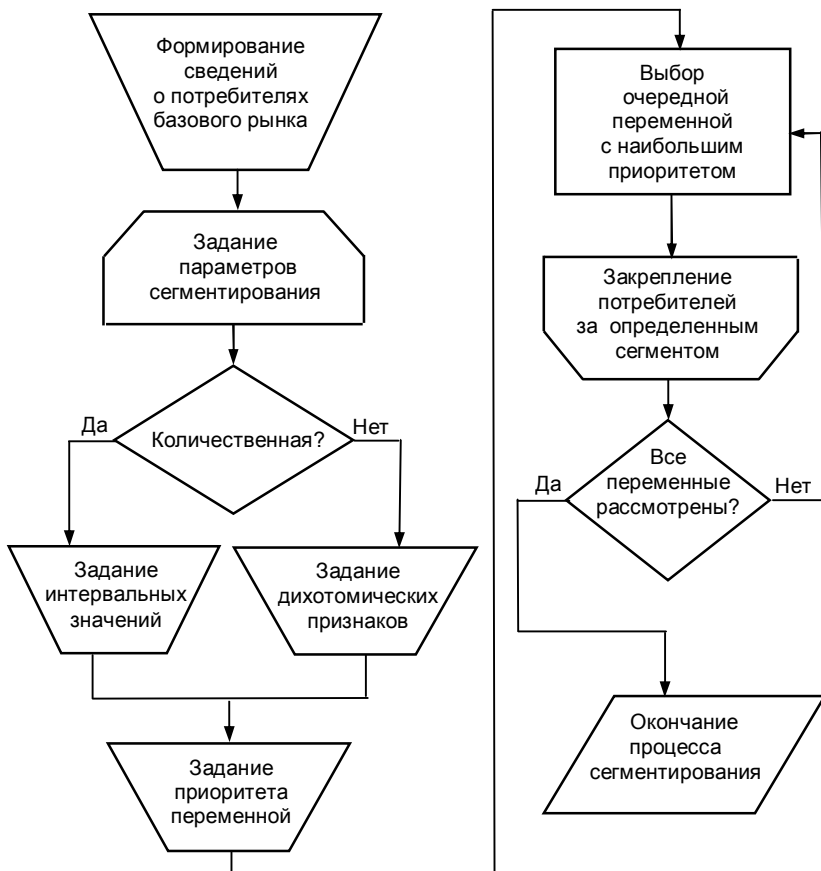 Формирование
сведений
о потребителях
базового рынка
Задание
параметров
сегментирования
Количественная?
Да
Нет
Задание
интервальных
значений
Задание
дихотомических
признаков
Задание
приоритета
переменной
Выбор
очередной
переменной
с наибольшим
приоритетом
Закрепление
потребителей
за определенным
сегментом
Все
переменные
рассмотрены?
Да
Нет
Окончание
процесса
сегментирования